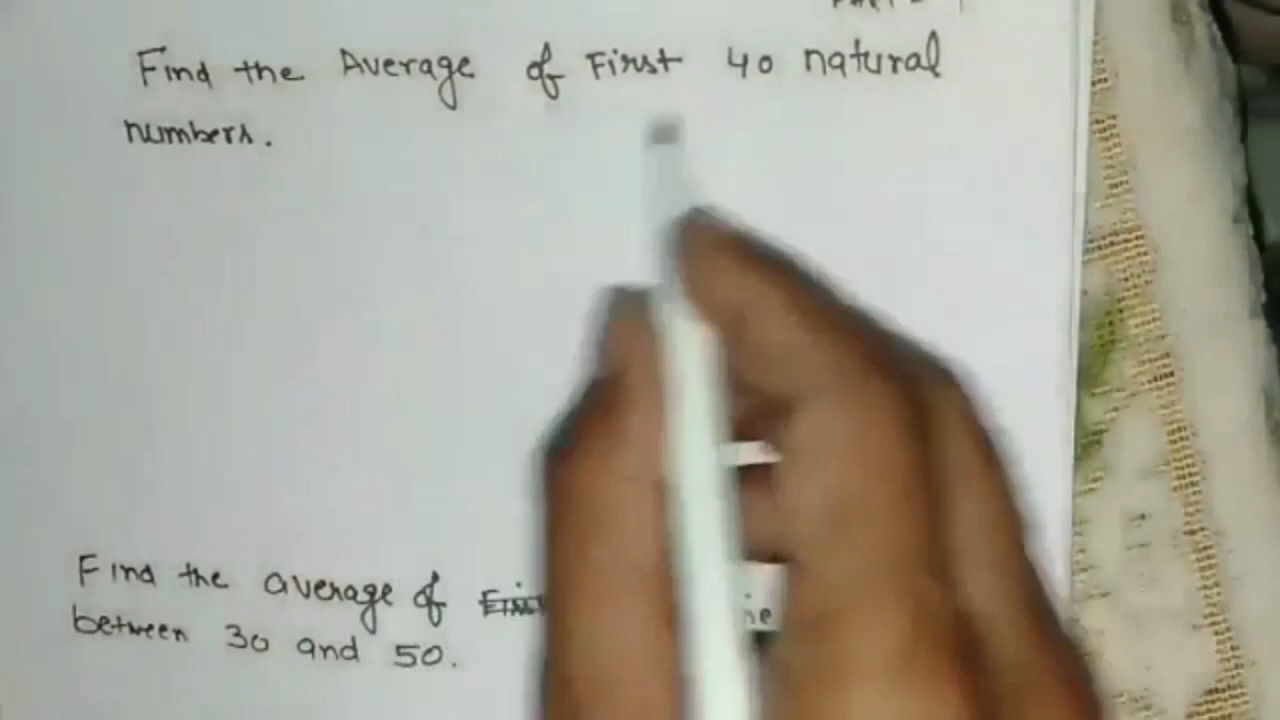 Find the Average of First 40 natural
numbers.
Find the average of
between 30 and 50.